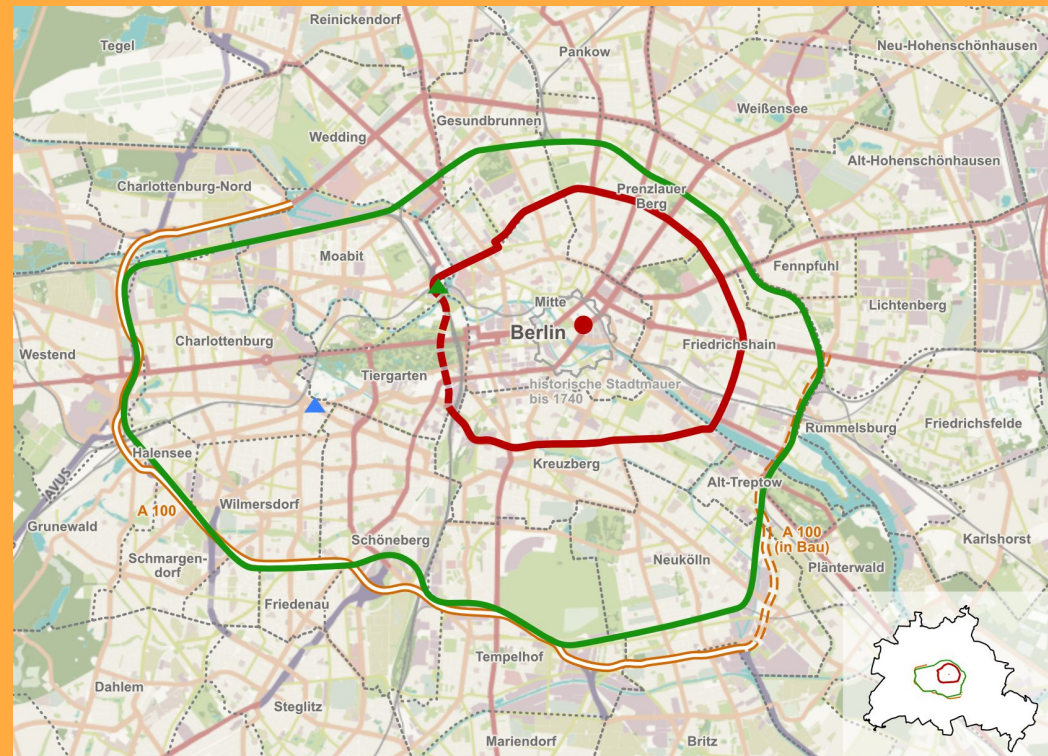 Reinickendorf
Tegel
Pankow
Neu-Hohenschönhausen
Weißensee
Gesundbrunnen
Wedding
Alt-Hohenschönhausen
Charlottenburg-Nord
Prenzlauer
Berg
Moabit
Fennpfuhl
Mitte
Lichtenberg
Berlin
Charlottenburg
Friedrichshain
Westend
Tiergarten
historische Stadtmauer
bis 1740
Friedrichsfelde
Rummelsburg
Halensee
Kreuzberg
AVUS
Alt-Treptow
Wilmersdorf
A 100
Grunewald
A 100
(in Bau)
Karlshorst
Schöneberg
Schmargen-
dorf
Neukölln
Plänterwald
Friedenau
Tempelhof
Dahlem
Steglitz
Mariendorf
Britz